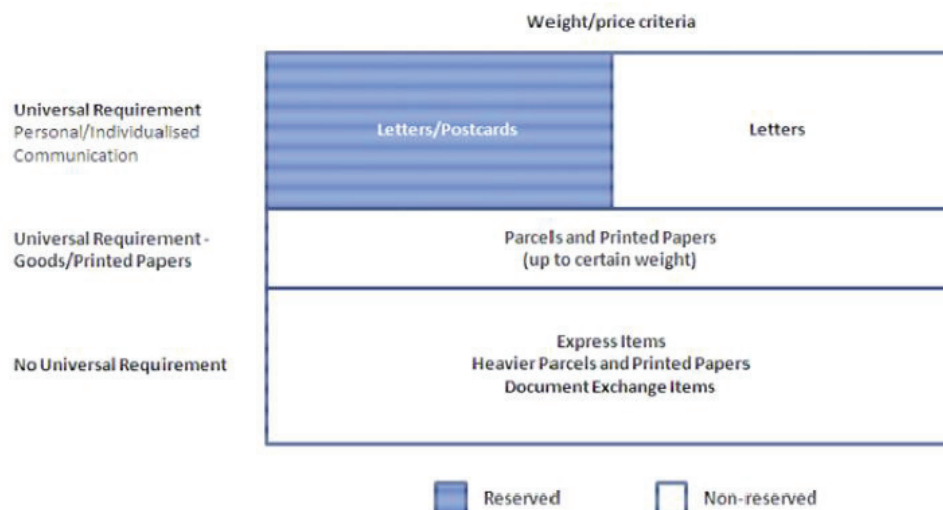 Weight/price criteria
Universal Requirement
Personal/Individualised
Communication
Letters/Postcards
Letters
Universal Requirement -
Goods/Printed Papers
Parcels and Printed Papers
(up to certain weight)
No Universal Requirement
Express Items
Heavier Parcels and Printed Papers
Document Exchange Items
Reserved
Non-reserved